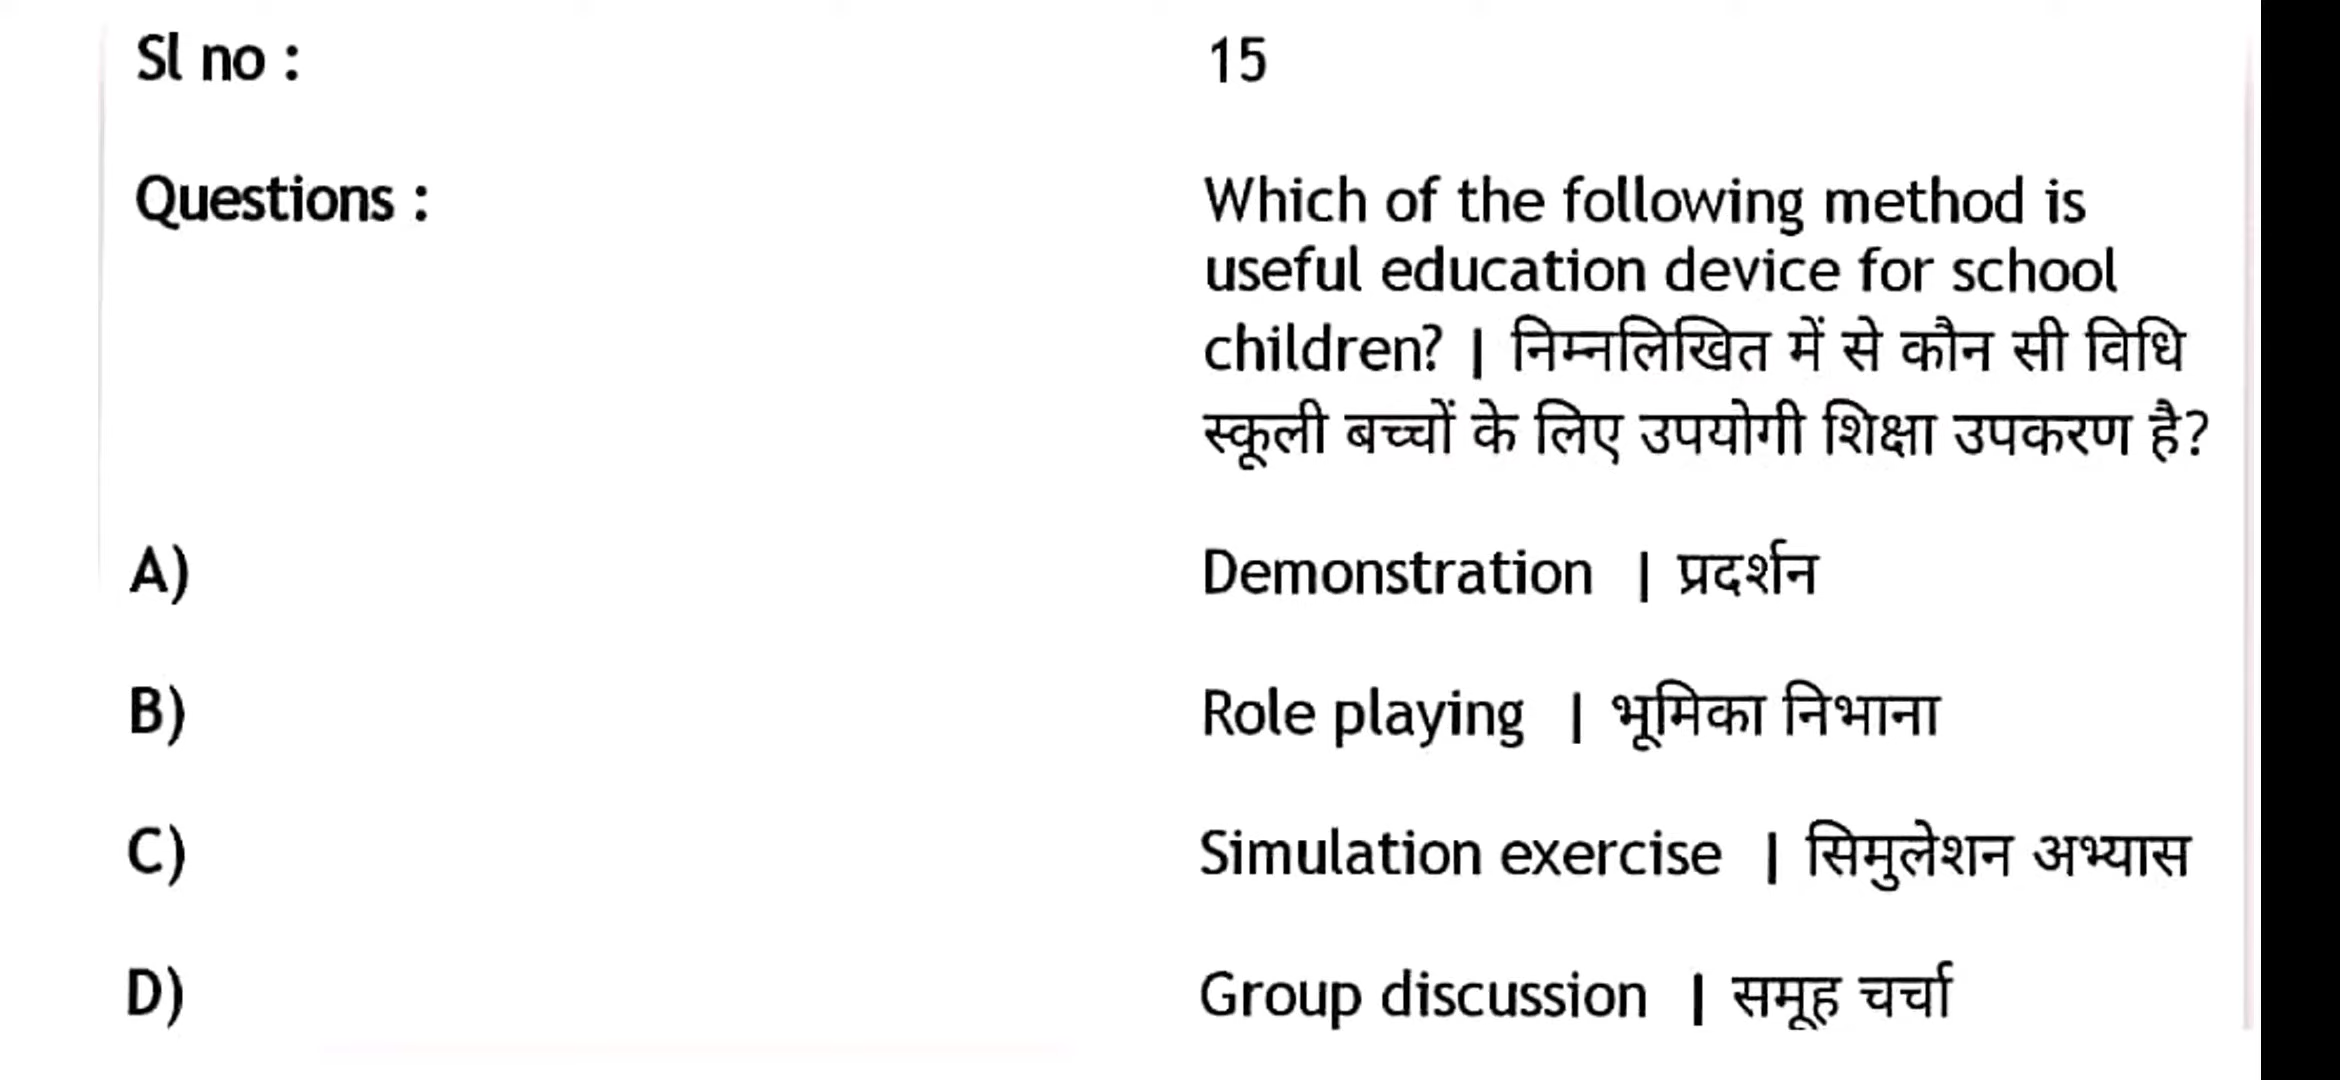 Sl no : 15
Questions : Which of the following method is
useful education device for school
children? | निम्नलिखित में से कौन सी विधि
स्कूली बच्चों के लिए उपयोगी शिक्षा उपकरण है?
A) Demonstration | प्रदर्शन
B) Role playing | भूमिका निभाना
C) Simulation exercise | सिमुलेशन अभ्यास
D) Group discussion | समूह चर्चा